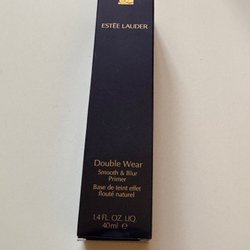 ESTĒE LAUDER
Double Wear
Smooth & Blur
Primer
Base de teint effet
flouté naturel
1.4 FL. OZ. LIQ.
40 ml e